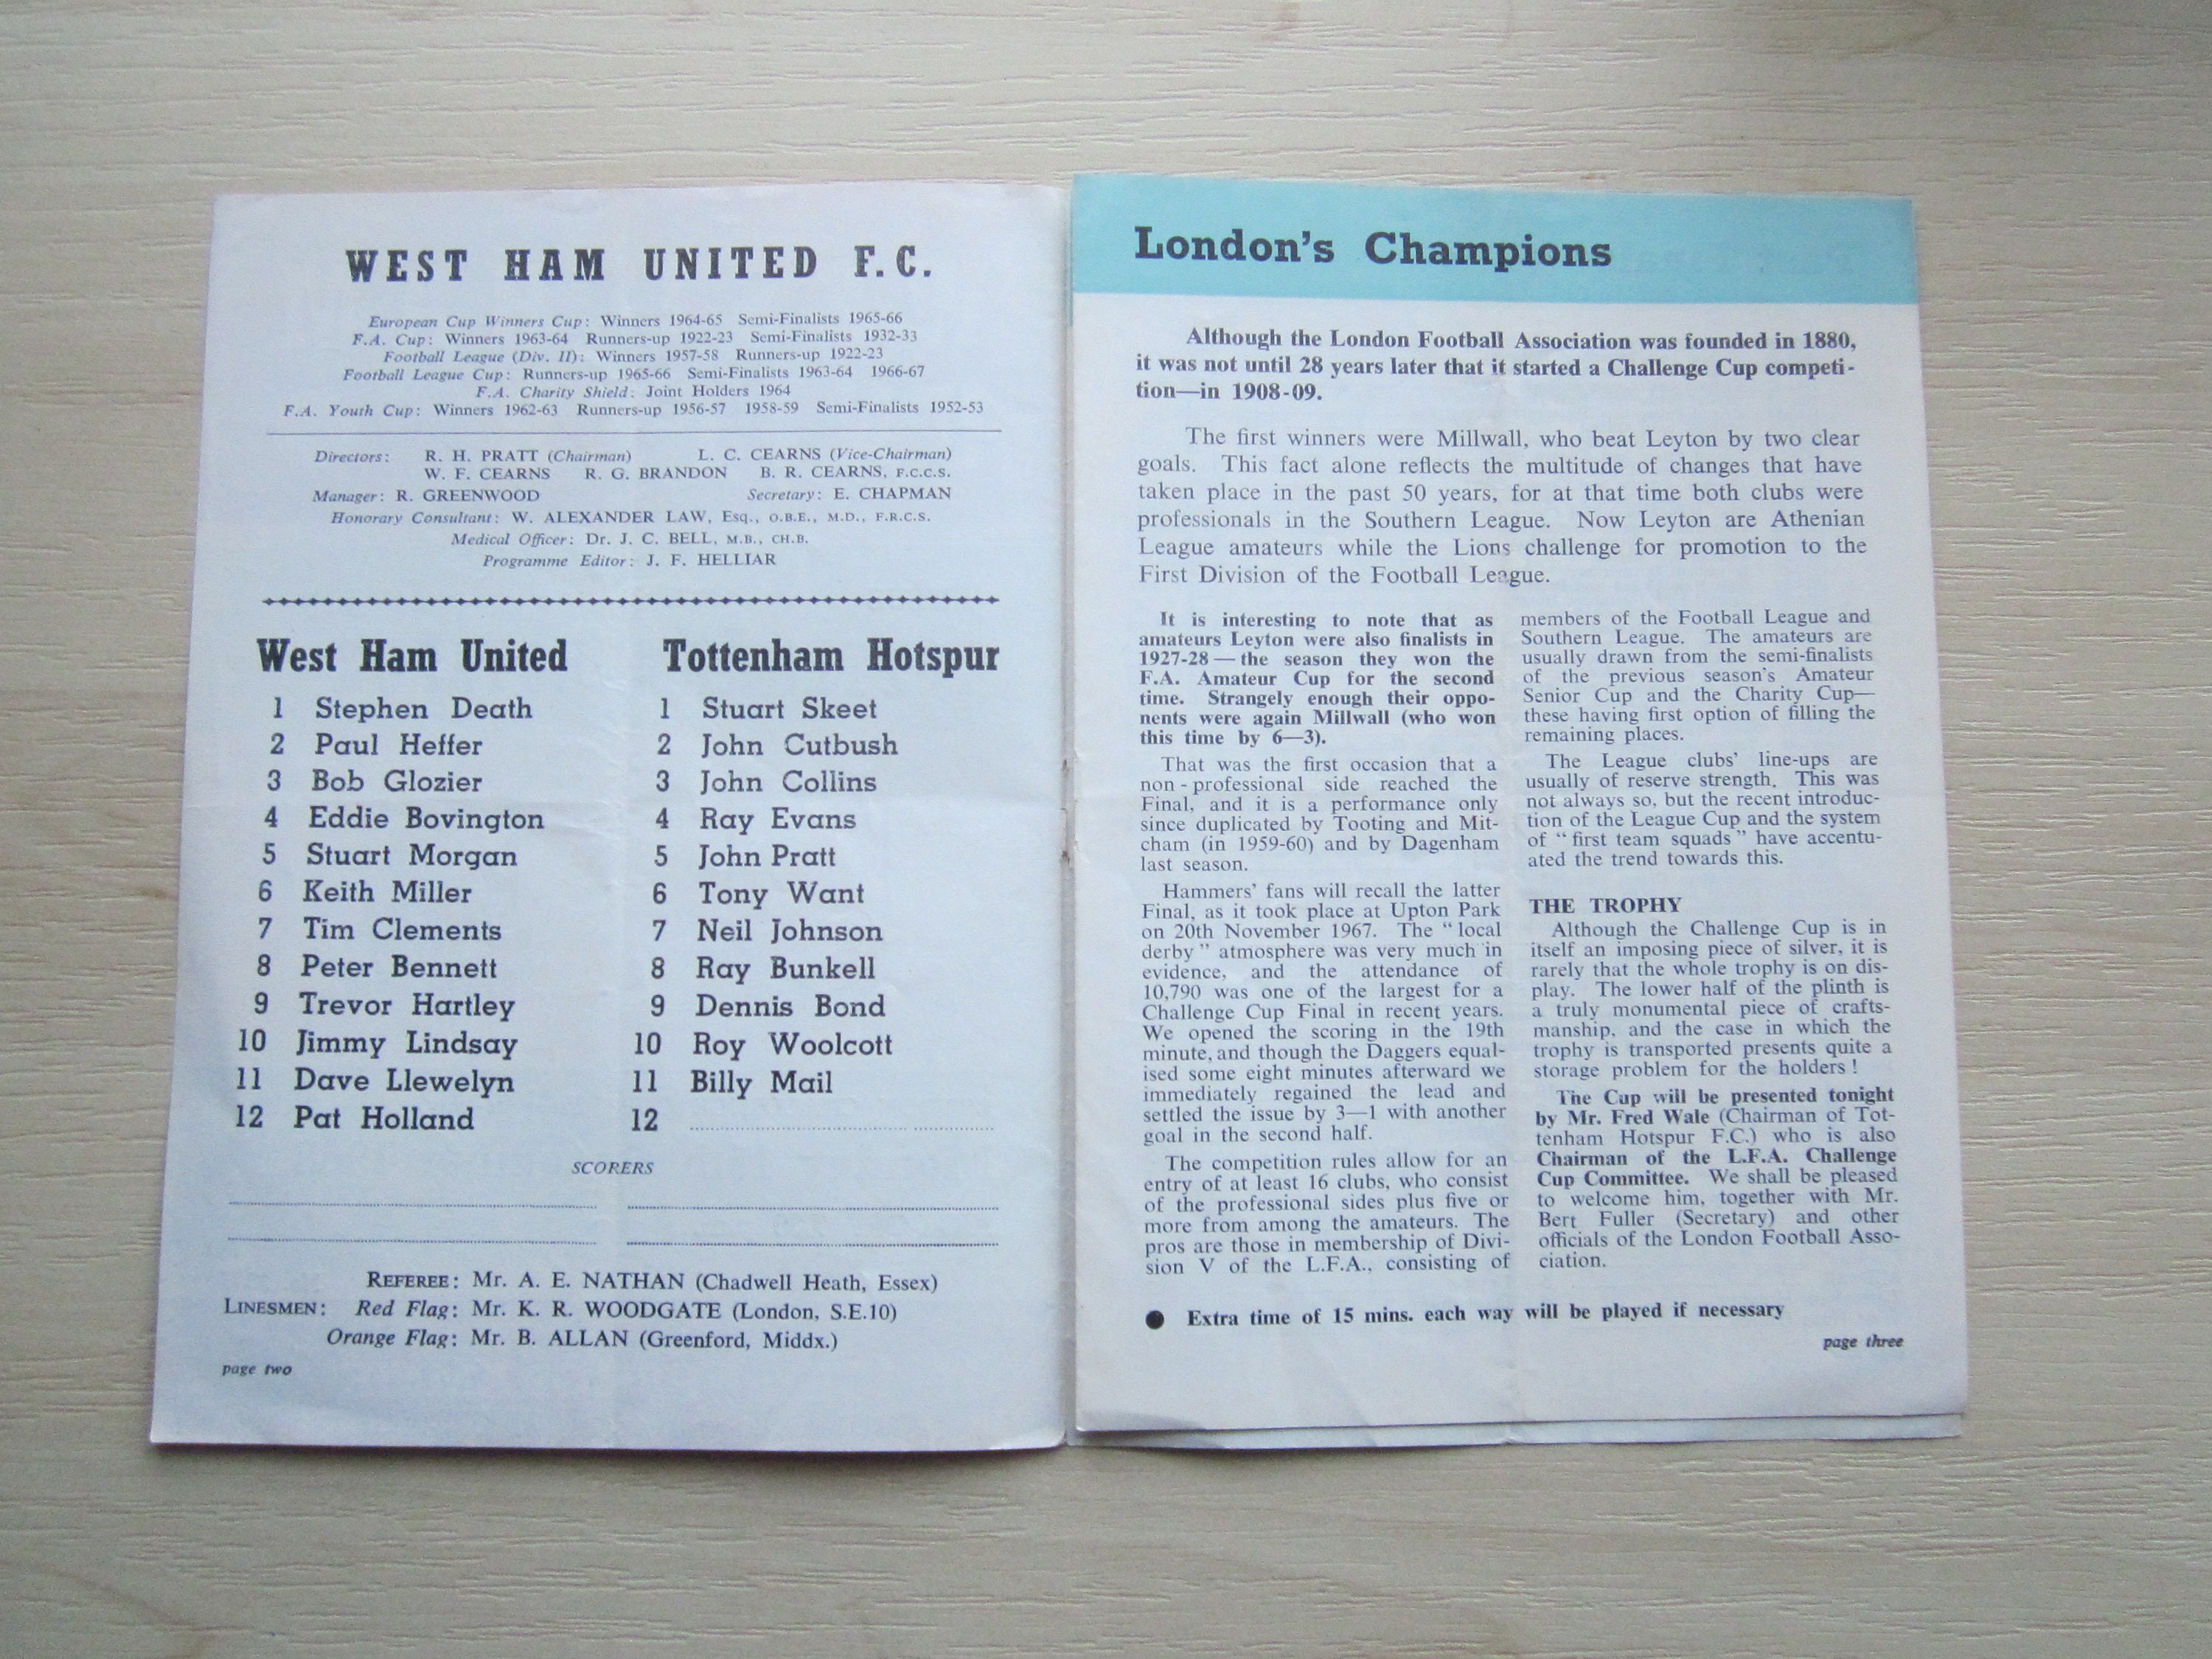 WEST HAM UNITED F.C.
European Cup Winners Cup: Winners 1964-65 Semi-Finalists 1965-66
F.A. Cup: Winners 1963-64 Runners-up 1922-23 Semi-Finalists 1932-33
Football League (Div. II): Winners 1957-58 Runners-up 1922-23
Football League Cup: Runners-up 1965-66 Semi-Finalists 1963-64 1966-67
F.A. Charity Shield: Joint Holders 1964
F.A. Youth Cup: Winners 1962-63 Runners-up 1956-57 1958-59 Semi-Finalists 1952-53
Directors: R. H. PRATT (Chairman) L. C. CEARNS (Vice-Chairman)
W. F. CEARNS R. G. BRANDON B. R. CEARNS, F.C.C.S.
Manager: R. GREENWOOD Secretary: E. CHAPMAN
Honorary Consultant: W. ALEXANDER LAW, Esq., O.B.E., M.D., F.R.C.S.
Medical Officer: Dr. J. C. BELL, M.B., CH.B.
Programme Editor: J. F. HELLIAR
West Ham United
1 Stephen Death
2 Paul Heffer
3 Bob Glozier
4 Eddie Bovington
5 Stuart Morgan
6 Keith Miller
7 Tim Clements
8 Peter Bennett
9 Trevor Hartley
10 Jimmy Lindsay
11 Dave Llewelyn
12 Pat Holland
Tottenham Hotspur
1 Stuart Skeet
2 John Cutbush
3 John Collins
4 Ray Evans
5 John Pratt
6 Tony Want
7 Neil Johnson
8 Ray Bunkell
9 Dennis Bond
10 Roy Woolcott
11 Billy Mail
12
SCORERS
REFEREE: Mr. A. E. NATHAN (Chadwell Heath, Essex)
LINESMEN: Red Flag: Mr. K. R. WOODGATE (London, S.E.10)
Orange Flag: Mr. B. ALLAN (Greenford, Middx.)
page two
London's Champions
Although the London Football Association was founded in 1880,
it was not until 28 years later that it started a Challenge Cup competi-
tion—in 1908-09.
The first winners were Millwall, who beat Leyton by two clear
goals. This fact alone reflects the multitude of changes that have
taken place in the past 50 years, for at that time both clubs were
professionals in the Southern League. Now Leyton are Athenian
League amateurs while the Lions challenge for promotion to the
First Division of the Football League.
It is interesting to note that as
amateurs Leyton were also finalists in
1927-28 — the season they won the
F.A. Amateur Cup for the second
time. Strangely enough their oppo-
nents were again Millwall (who won
this time by 6—3).
That was the first occasion that a
non - professional side reached the
Final, and it is a performance only
since duplicated by Tooting and Mit-
cham (in 1959-60) and by Dagenham
last season.
Hammers' fans will recall the latter
Final, as it took place at Upton Park
on 20th November 1967. The "local
derby" atmosphere was very much in
evidence, and the attendance of
10,790 was one of the largest for a
Challenge Cup Final in recent years.
We opened the scoring in the 19th
minute, and though the Daggers equal-
ised some eight minutes afterward we
immediately regained the lead and
settled the issue by 3—1 with another
goal in the second half.
The competition rules allow for an
entry of at least 16 clubs, who consist
of the professional sides plus five or
more from among the amateurs. The
pros are those in membership of Divi-
sion V of the L.F.A., consisting of
members of the Football League and
Southern League. The amateurs are
usually drawn from the semi-finalists
of the previous season's Amateur
Senior Cup and the Charity Cup—
these having first option of filling the
remaining places.
The League clubs' line-ups are
usually of reserve strength. This was
not always so, but the recent introduc-
tion of the League Cup and the system
of "first team squads" have accentu-
ated the trend towards this.
THE TROPHY
Although the Challenge Cup is in
itself an imposing piece of silver, it is
rarely that the whole trophy is on dis-
play. The lower half of the plinth is
a truly monumental piece of crafts-
manship, and the case in which the
trophy is transported presents quite a
storage problem for the holders !
The Cup will be presented tonight
by Mr. Fred Wale (Chairman of Tot-
tenham Hotspur F.C.) who is also
Chairman of the L.F.A. Challenge
Cup Committee. We shall be pleased
to welcome him, together with Mr.
Bert Fuller (Secretary) and other
officials of the London Football Asso-
ciation.
● Extra time of 15 mins. each way will be played if necessary
page three